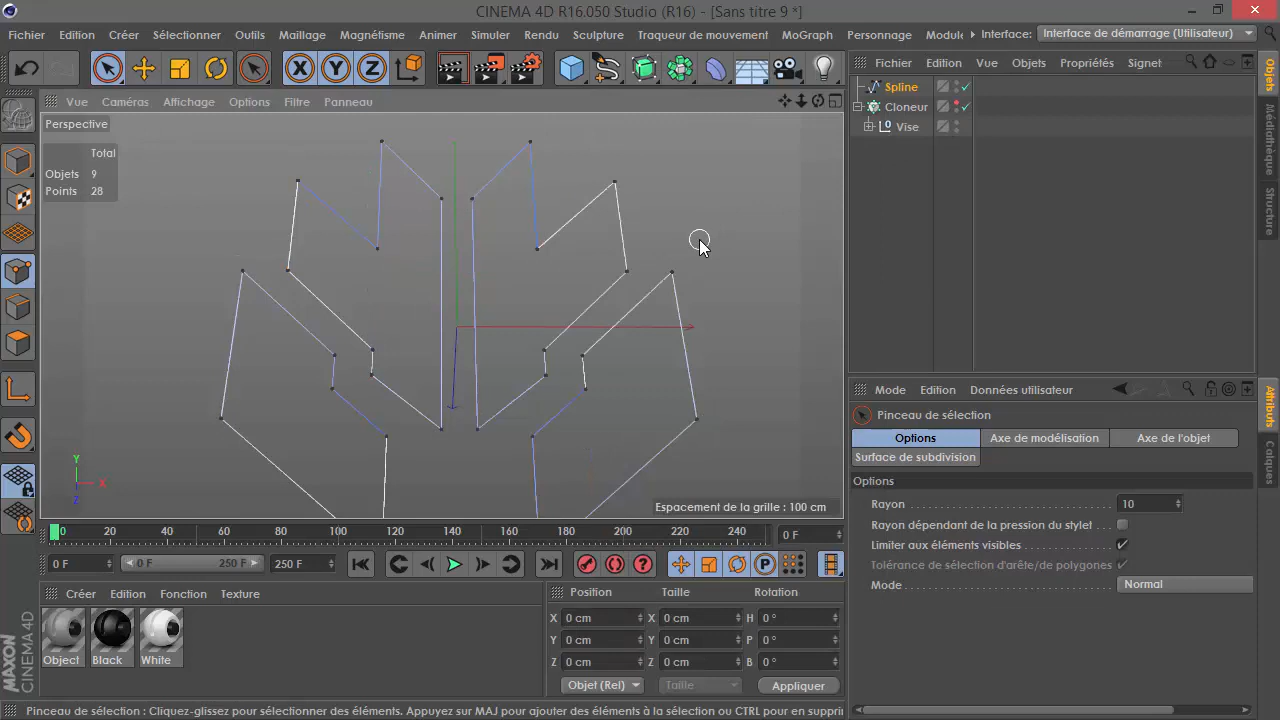 CINEMA 4D R16.050 Studio (R16) - [Sans titre 9 *]
Fichier Edition Créer Sélectionner Outils Maillage Magnétisme Animer Simuler Rendu Sculpture Traqueur de mouvement Personnage MoGraph Module Interface: Interface de démarrage (Utilisateur)
X Y Z
Vue Caméras Affichage Options Filtre Panneau
Fichier Edition Vue Objets Propriétés Signet
Perspective
Total
Objets 9
Points 28
Spline
Cloneur
Vise
Objets
Médiathèque
Structure
Y
X
Z
Espacement de la grille : 100 cm
Mode Edition Données utilisateur
Pinceau de sélection
Options Axe de modélisation Axe de l'objet
Surface de subdivision
Options
Rayon 10
Rayon dépendant de la pression du stylet
Limiter aux éléments visibles
Tolérance de sélection d'arête/de polygones
Mode Normal
Attributs
Calques
0 20 40 60 80 100 120 140 160 180 200 220 240 0 F
0 F 0 F 250 F 250 F
Créer Edition Fonction Texture
Object Black White
Position Taille Rotation
X 0 cm X 0 cm H 0 °
Y 0 cm Y 0 cm P 0 °
Z 0 cm Z 0 cm B 0 °
Objet (Rel) Taille Appliquer
MAXON
CINEMA 4D
Pinceau de sélection : Cliquez-glissez pour sélectionner des éléments. Appuyez sur MAJ pour ajouter des éléments à la sélection ou CTRL pour en suppri